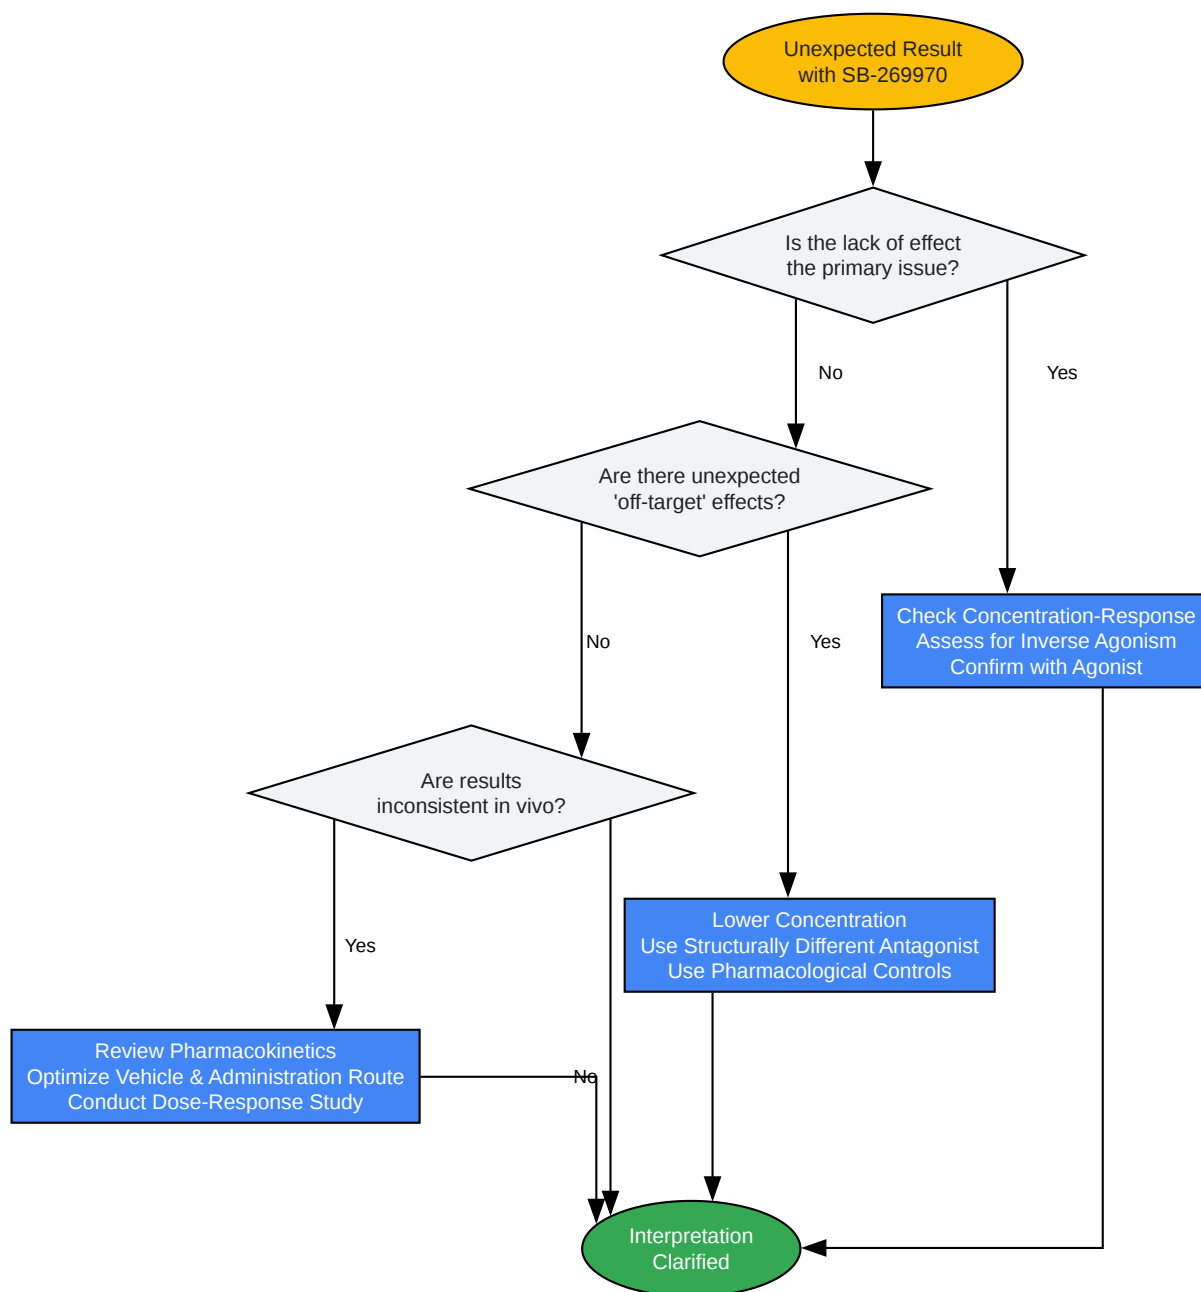 Unexpected Result
with SB-269970
Is the lack of effect
the primary issue?
No
Yes
Are there unexpected
'off-target' effects?
Check Concentration-Response
Assess for Inverse Agonism
Confirm with Agonist
No
Yes
Are results
inconsistent in vivo?
Lower Concentration
Use Structurally Different Antagonist
Use Pharmacological Controls
Yes
Review Pharmacokinetics
Optimize Vehicle & Administration Route
Conduct Dose-Response Study
No
Interpretation
Clarified